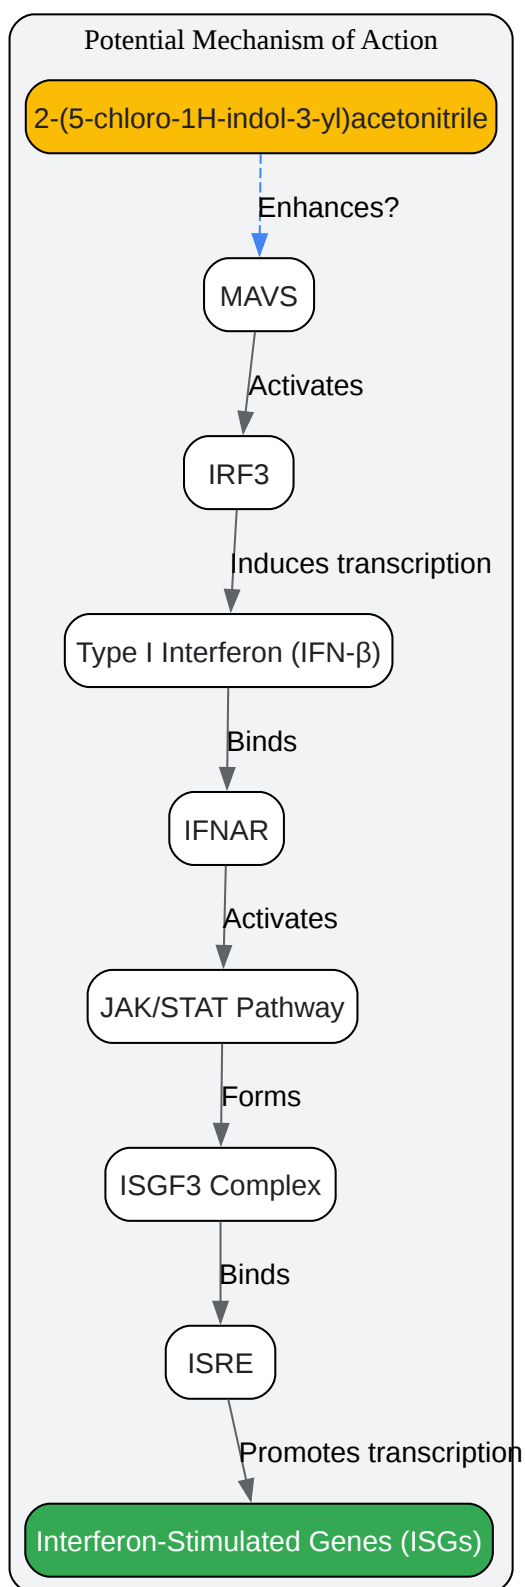 Potential Mechanism of Action
2-(5-chloro-1H-indol-3-yl)acetonitrile
Enhances?
MAVS
Activates
IRF3
Induces transcription
Type I Interferon (IFN-β)
Binds
IFNAR
Activates
JAK/STAT Pathway
Forms
ISGF3 Complex
Binds
ISRE
Promotes transcription
Interferon-Stimulated Genes (ISGs)